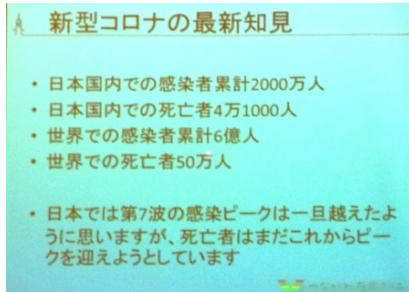 新型コロナの最新知見
・日本国内での感染者累計2000万人
・日本国内での死亡者4万1000人
・世界での感染者累計6億人
・世界での死亡者50万人
・日本では第7波の感染ピークは一旦越えたよ
うに思いますが、死亡者はまだこれからピー
クを迎えようとしています